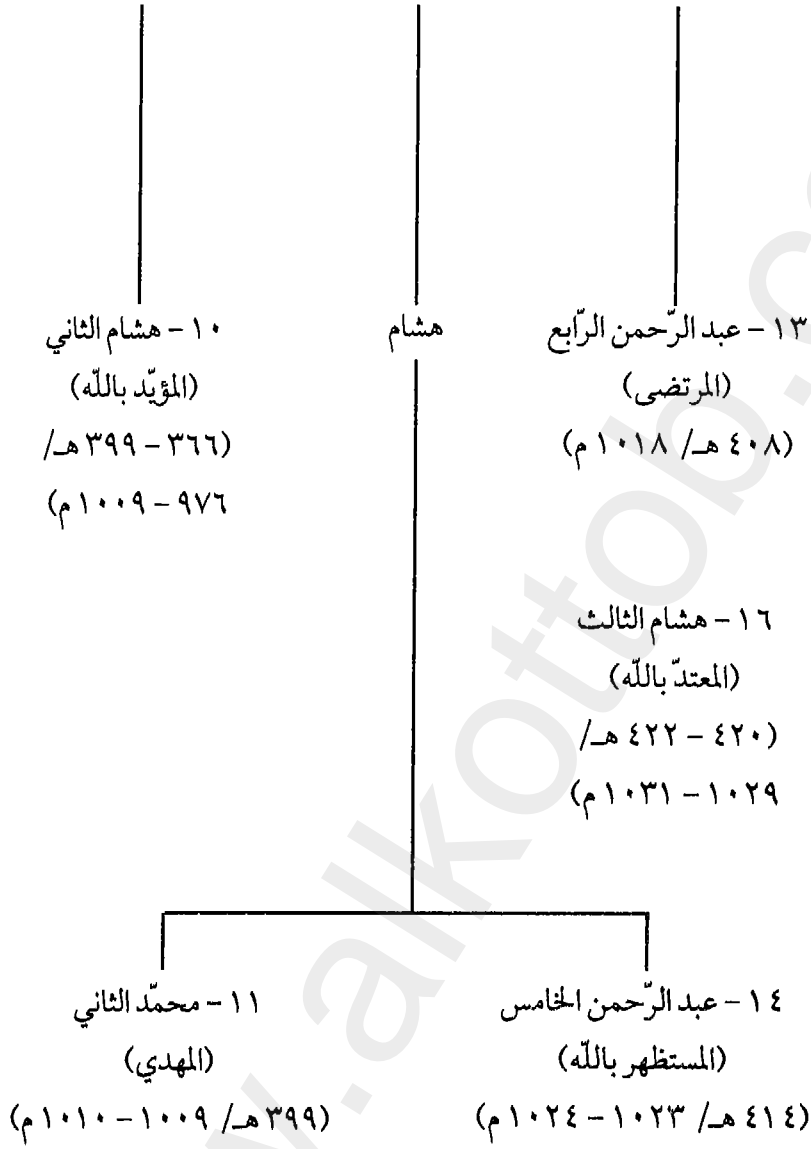 ١٣ - عبد الرّحمن الرّابع
(المرتضى)
(٤٠٨ هـ/ ١٠١٨ م)
هشام
١٠ - هشام الثاني
(المؤيّد باللّه)
(٣٦٦ - ٣٩٩ هـ/
٩٧٦ - ١٠٠٩ م)
١٦ - هشام الثالث
(المعتدّ باللّه)
(٤٢٠ - ٤٢٢ هـ/
١٠٢٩ - ١٠٣١ م)
١٤ - عبد الرّحمن الخامس
(المستظهر باللّه)
(٤١٤ هـ/ ١٠٢٣ - ١٠٢٤ م)
١١ - محمّد الثاني
(المهدي)
(٣٩٩ هـ/ ١٠٠٩ - ١٠١٠ م)
w.alkottob.c